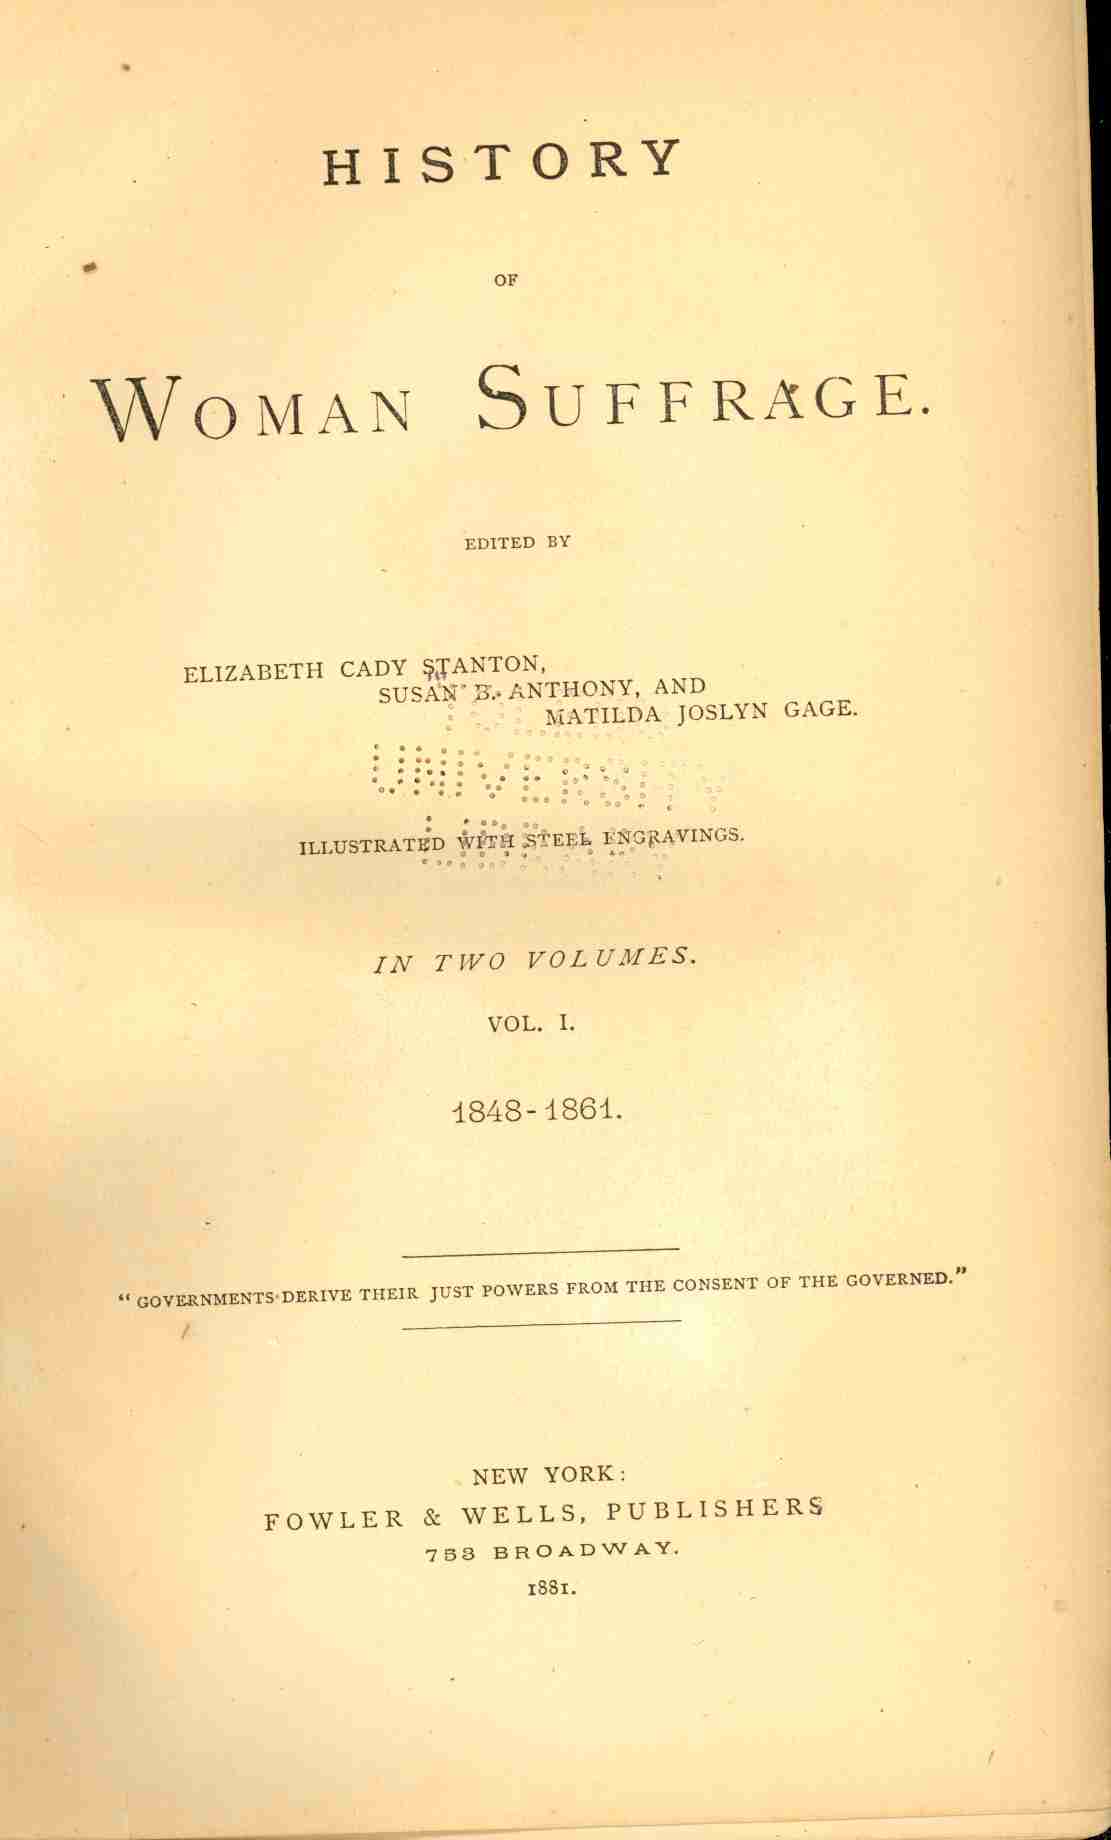 HISTORY
OF
WOMAN SUFFRAGE.
EDITED BY
ELIZABETH CADY STANTON,
SUSAN B. ANTHONY, AND
MATILDA JOSLYN GAGE.
UNIVERSITY
ILLUSTRATED WITH STEEL ENGRAVINGS.
IN TWO VOLUMES.
VOL. I.
1848-1861.
“GOVERNMENTS DERIVE THEIR JUST POWERS FROM THE CONSENT OF THE GOVERNED.”
NEW YORK:
FOWLER & WELLS, PUBLISHERS
753 BROADWAY.
1881.